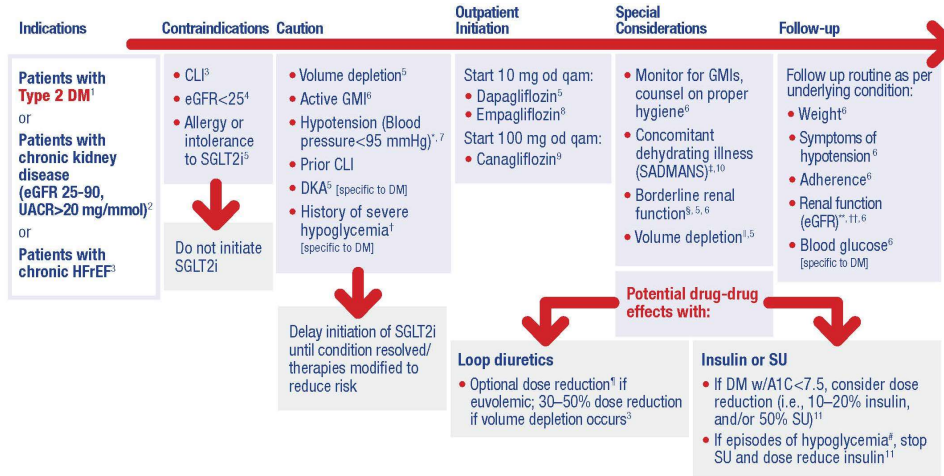 Indications
Contraindications
Caution
Outpatient
Initiation
Special
Considerations
Follow-up
Patients with
Type 2 DM¹
or
Patients with
chronic kidney
disease
(eGFR 25-90,
UACR>20 mg/mmol)²
or
Patients with
chronic HFrEF³
• CLI³
• eGFR<25⁴
• Allergy or
intolerance
to SGLT2i⁵
Do not initiate
SGLT2i
• Volume depletion⁵
• Active GMI⁶
• Hypotension (Blood
pressure<95 mmHg)*,⁷
• Prior CLI
• DKA⁵ [specific to DM]
• History of severe
hypoglycemia†
[specific to DM]
Delay initiation of SGLT2i
until condition resolved/
therapies modified to
reduce risk
Start 10 mg od qam:
• Dapagliflozin⁵
• Empagliflozin⁸
Start 100 mg od qam:
• Canagliflozin⁹
• Monitor for GMIs,
counsel on proper
hygiene⁶
• Concomitant
dehydrating illness
(SADMANS)‡,¹⁰
• Borderline renal
function§,⁵,⁶
• Volume depletion‖,⁵
Potential drug-drug
effects with:
Loop diuretics
• Optional dose reduction¶ if
euvolemic; 30–50% dose reduction
if volume depletion occurs³
Insulin or SU
• If DM w/A1C<7.5, consider dose
reduction (i.e., 10–20% insulin,
and/or 50% SU)¹¹
• If episodes of hypoglycemia#, stop
SU and dose reduce insulin¹¹
Follow up routine as per
underlying condition:
• Weight⁶
• Symptoms of
hypotension⁶
• Adherence⁶
• Renal function
(eGFR)**,††,⁶
• Blood glucose⁶
[specific to DM]